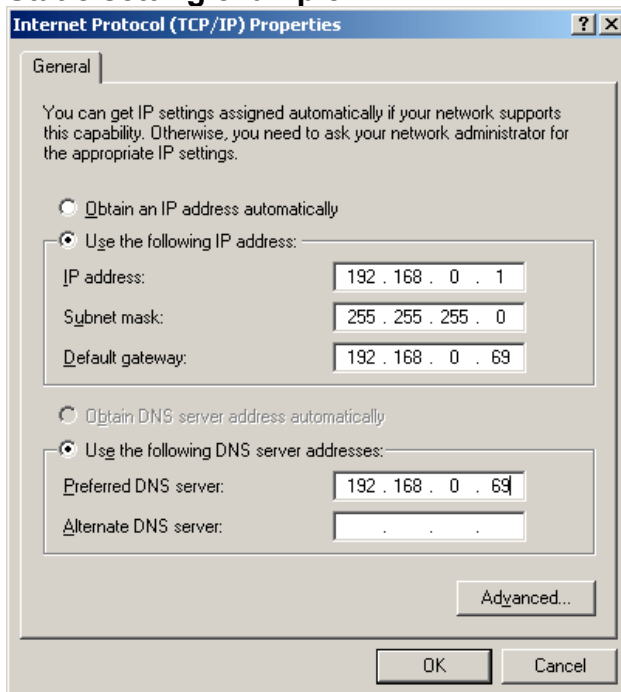 Internet Protocol (TCP/IP) Properties
General
You can get IP settings assigned automatically if your network supports
this capability. Otherwise, you need to ask your network administrator for
the appropriate IP settings.
Obtain an IP address automatically
Use the following IP address:
IP address: 192 . 168 . 0 . 1
Subnet mask: 255 . 255 . 255 . 0
Default gateway: 192 . 168 . 0 . 69
Obtain DNS server address automatically
Use the following DNS server addresses:
Preferred DNS server: 192 . 168 . 0 . 69
Alternate DNS server: . . .
Advanced...
OK Cancel